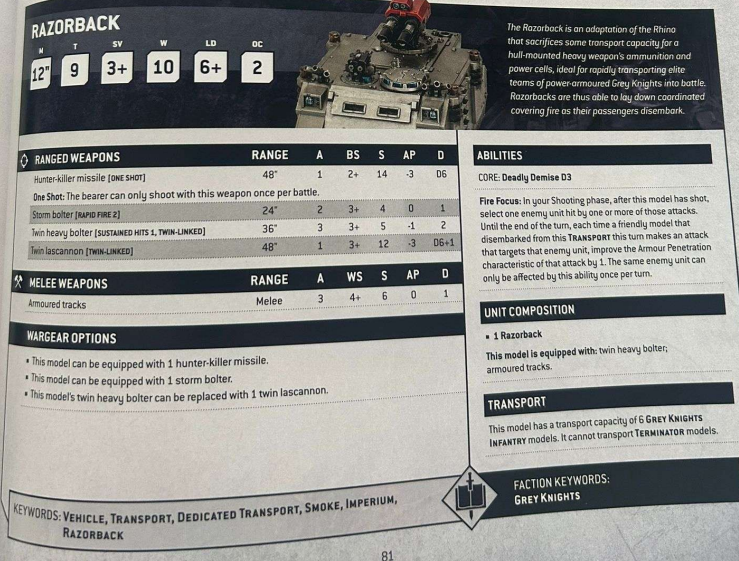 RAZORBACK
M T SV W LD OC
12" 9 3+ 10 6+ 2
The Razorback is an adaptation of the Rhino
that sacrifices some transport capacity for a
hull-mounted heavy weapon's ammunition and
power cells, ideal for rapidly transporting elite
teams of power-armoured Grey Knights into battle.
Razorbacks are thus able to lay down coordinated
covering fire as their passengers disembark.
RANGED WEAPONS RANGE A BS S AP D
Hunter-killer missile [ONE SHOT] 48" 1 2+ 14 -3 D6
One Shot: The bearer can only shoot with this weapon once per battle.
Storm bolter [RAPID FIRE 2] 24" 2 3+ 4 0 1
Twin heavy bolter [SUSTAINED HITS 1, TWIN-LINKED] 36" 3 3+ 5 -1 2
Twin lascannon [TWIN-LINKED] 48" 1 3+ 12 -3 D6+1
MELEE WEAPONS RANGE A WS S AP D
Armoured tracks Melee 3 4+ 6 0 1
WARGEAR OPTIONS
▪ This model can be equipped with 1 hunter-killer missile.
▪ This model can be equipped with 1 storm bolter.
▪ This model's twin heavy bolter can be replaced with 1 twin lascannon.
ABILITIES
CORE: Deadly Demise D3
Fire Focus: In your Shooting phase, after this model has shot,
select one enemy unit hit by one or more of those attacks.
Until the end of the turn, each time a friendly model that
disembarked from this TRANSPORT this turn makes an attack
that targets that enemy unit, improve the Armour Penetration
characteristic of that attack by 1. The same enemy unit can
only be affected by this ability once per turn.
UNIT COMPOSITION
▪ 1 Razorback
This model is equipped with: twin heavy bolter;
armoured tracks.
TRANSPORT
This model has a transport capacity of 6 GREY KNIGHTS
INFANTRY models. It cannot transport TERMINATOR models.
KEYWORDS: VEHICLE, TRANSPORT, DEDICATED TRANSPORT, SMOKE, IMPERIUM,
RAZORBACK
FACTION KEYWORDS:
GREY KNIGHTS
81